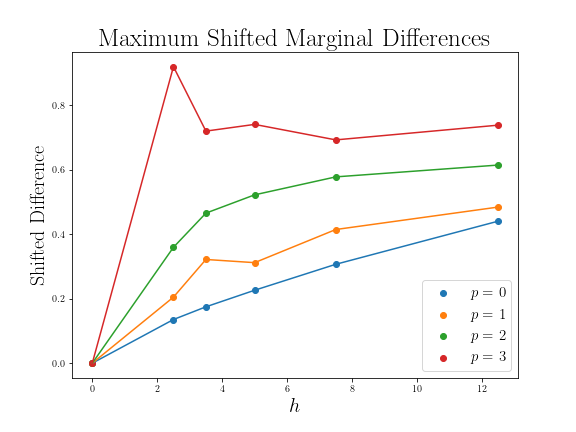 Maximum Shifted Marginal Differences
Shifted Difference
0.8
0.6
0.4
0.2
0.0
0 2 4 6 8 10 12
h
p = 0
p = 1
p = 2
p = 3